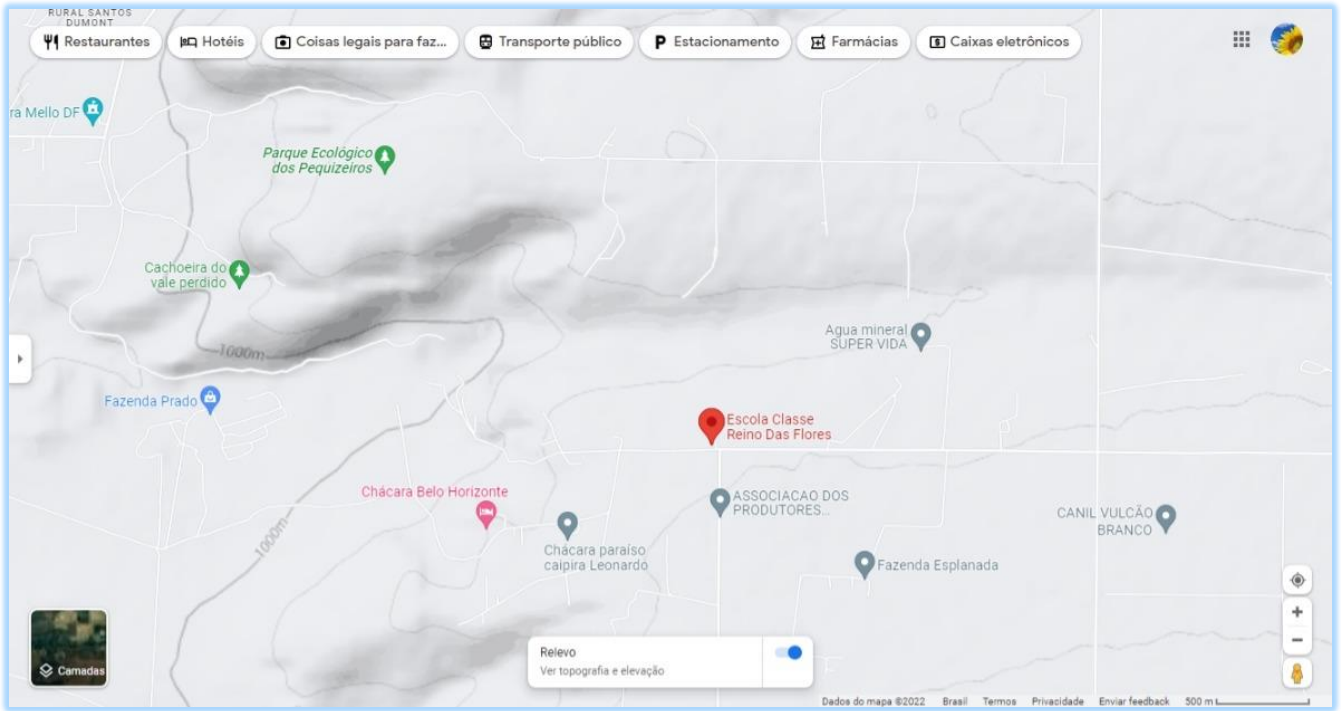 RURAL SANTOS
DUMONT
Restaurantes
Hotéis
Coisas legais para faz...
Transporte público
Estacionamento
Farmácias
Caixas eletrônicos
ra Mello DF
Parque Ecológico
dos Pequizeiros
Cachoeira do
vale perdido
1000m
Agua mineral
SUPER VIDA
Fazenda Prado
Escola Classe
Reino Das Flores
Chácara Belo Horizonte
ASSOCIACAO DOS
PRODUTORES...
CANIL VULCÃO
BRANCO
1000m
Chácara paraíso
caipira Leonardo
Fazenda Esplanada
Camadas
Relevo
Ver topografia e elevação
Dados do mapa ©2022 Brasil Termos Privacidade Enviar feedback 500 m